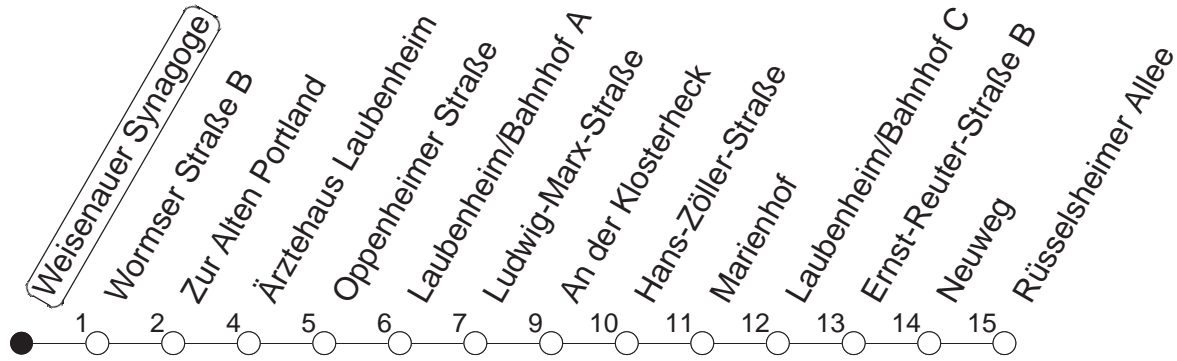 Weisenauer Synagoge
Wormser Straße B
Zur Alten Portland
Ärztehaus Laubenheim
Oppenheimer Straße
Laubenheim/Bahnhof A
Ludwig-Marx-Straße
An der Klosterheck
Hans-Zöller-Straße
Marienhof
Laubenheim/Bahnhof C
Ernst-Reuter-Straße B
Neuweg
Rüsselsheimer Allee
1 2 4 5 6 7 9 10 11 12 13 14 15